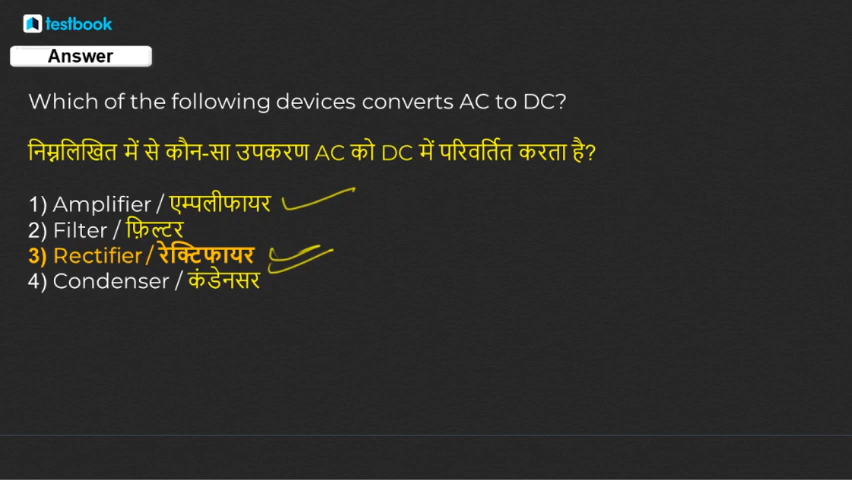 testbook
Answer
Which of the following devices converts AC to DC?
निम्नलिखित में से कौन-सा उपकरण AC को DC में परिवर्तित करता है?
1) Amplifier / एम्पलीफायर
2) Filter / फ़िल्टर
3) Rectifier / रेक्टिफायर
4) Condenser / कंडेनसर